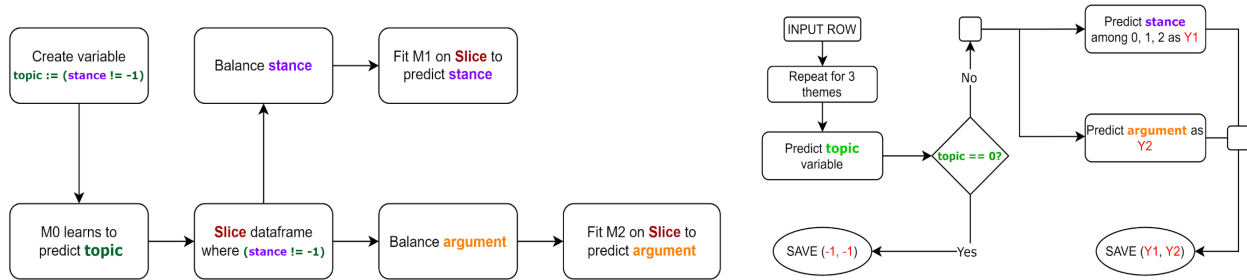 Create variable
topic := (stance != -1)
Balance stance
Fit M1 on Slice to
predict stance
M0 learns to
predict topic
Slice dataframe
where (stance != -1)
Balance argument
Fit M2 on Slice to
predict argument
INPUT ROW
Repeat for 3
themes
Predict topic
variable
topic == 0?
No
Yes
Predict stance
among 0, 1, 2 as Y1
Predict argument as
Y2
SAVE (-1, -1)
SAVE (Y1, Y2)